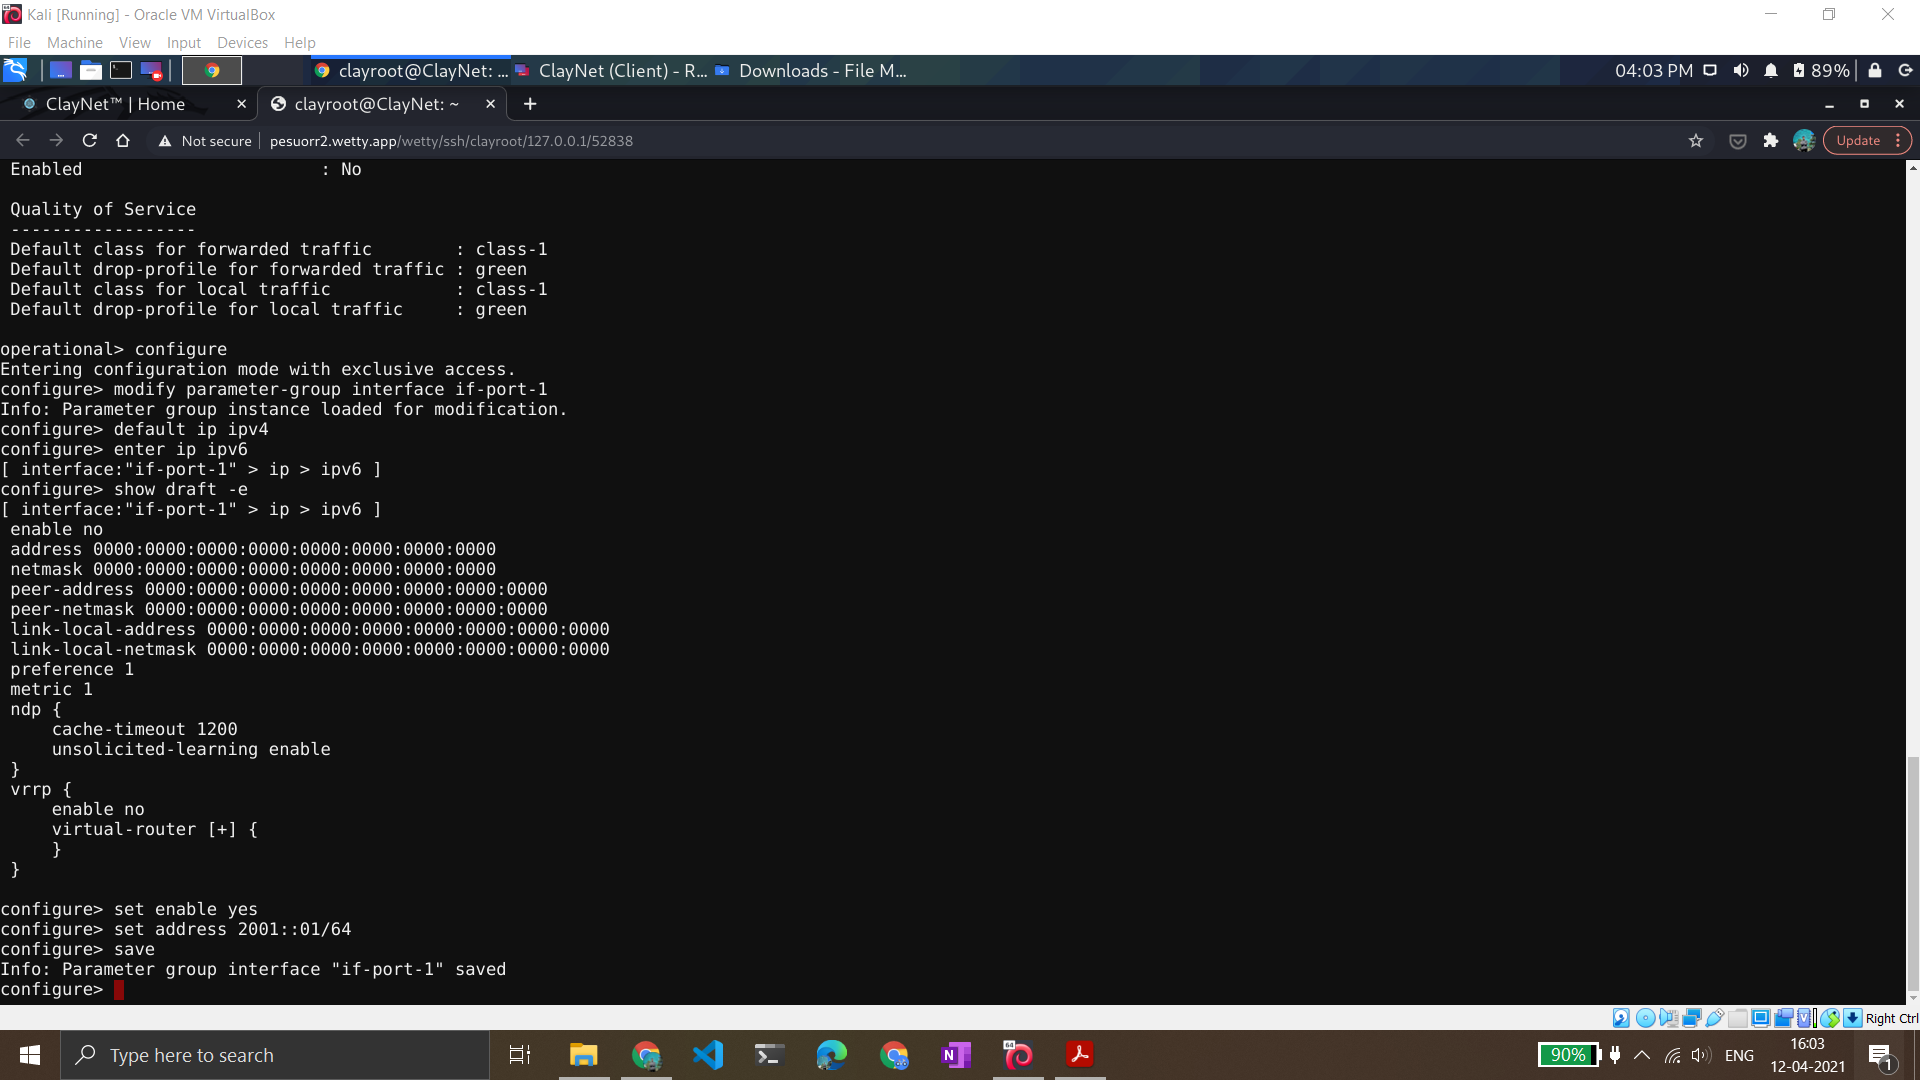 Kali [Running] - Oracle VM VirtualBox
File Machine View Input Devices Help
clayroot@ClayNet: ... ClayNet (Client) - R... Downloads - File M... 04:03 PM 89%
ClayNet™ | Home clayroot@ClayNet: ~
Not secure pesuorr2.wetty.app/wetty/ssh/clayroot/127.0.0.1/52838 Update
Enabled : No
Quality of Service
------------------
Default class for forwarded traffic : class-1
Default drop-profile for forwarded traffic : green
Default class for local traffic : class-1
Default drop-profile for local traffic : green
operational> configure
Entering configuration mode with exclusive access.
configure> modify parameter-group interface if-port-1
Info: Parameter group instance loaded for modification.
configure> default ip ipv4
configure> enter ip ipv6
[ interface:"if-port-1" > ip > ipv6 ]
configure> show draft -e
[ interface:"if-port-1" > ip > ipv6 ]
enable no
address 0000:0000:0000:0000:0000:0000:0000:0000
netmask 0000:0000:0000:0000:0000:0000:0000:0000
peer-address 0000:0000:0000:0000:0000:0000:0000:0000
peer-netmask 0000:0000:0000:0000:0000:0000:0000:0000
link-local-address 0000:0000:0000:0000:0000:0000:0000:0000
link-local-netmask 0000:0000:0000:0000:0000:0000:0000:0000
preference 1
metric 1
ndp {
cache-timeout 1200
unsolicited-learning enable
}
vrrp {
enable no
virtual-router [+] {
}
}
configure> set enable yes
configure> set address 2001::01/64
configure> save
Info: Parameter group interface "if-port-1" saved
configure>
Right Ctrl
Type here to search 90% ENG 16:03
12-04-2021 1